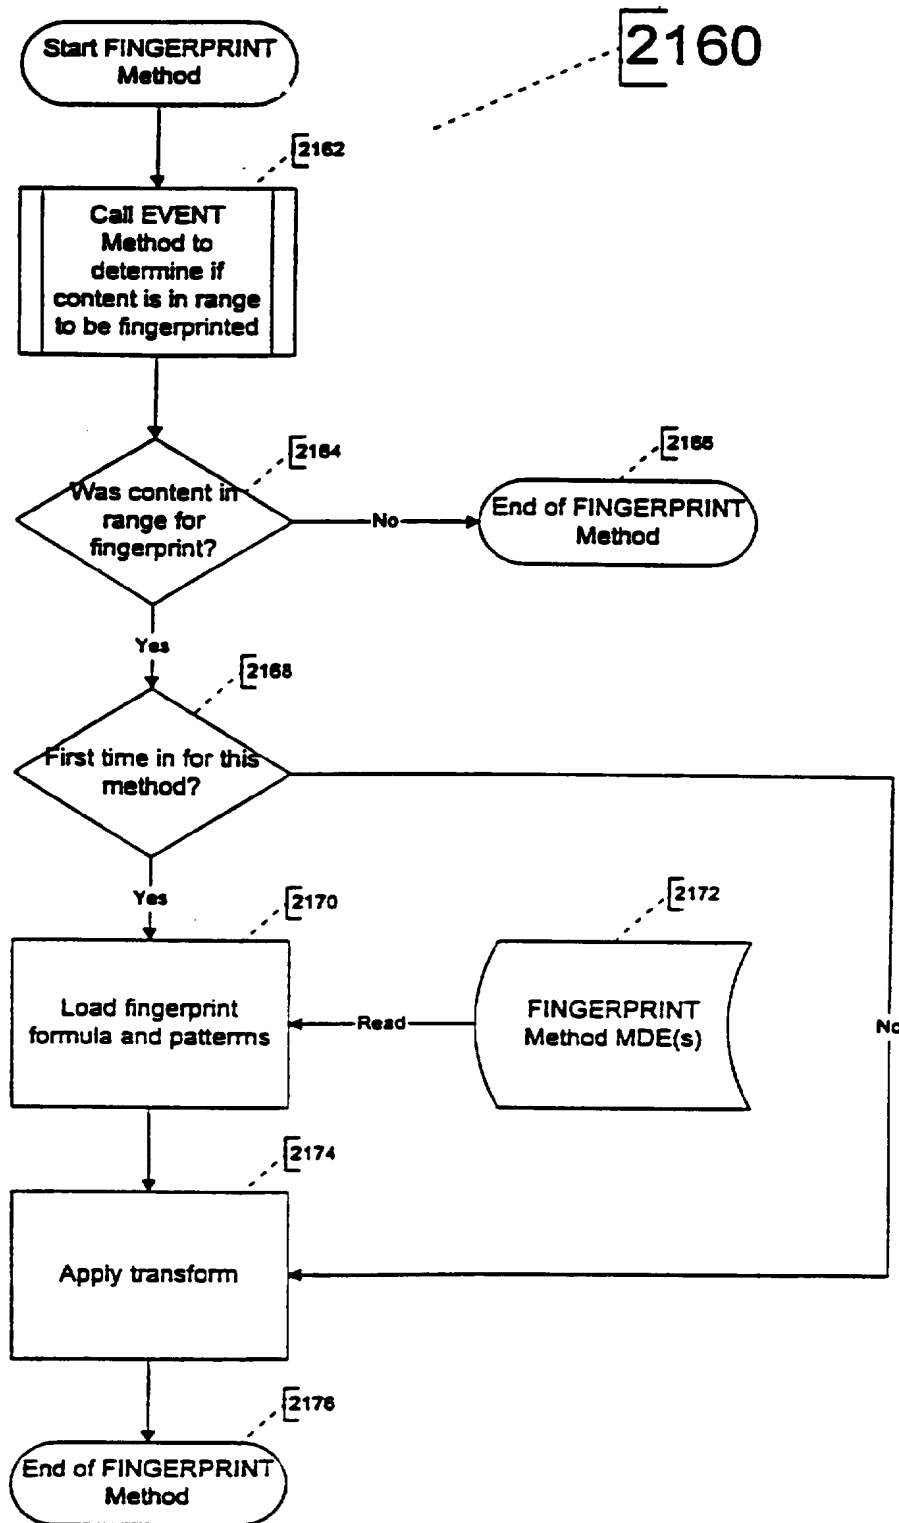 Start FINGERPRINT
Method
2160
2162
Call EVENT
Method to
determine if
content is in range
to be fingerprinted
2164
Was content in
range for
fingerprint?
No
2166
End of FINGERPRINT
Method
Yes
2168
First time in for this
method?
Yes
2170
2172
Load fingerprint
formula and patterms
Read
FINGERPRINT
Method MDE(s)
No
2174
Apply transform
2176
End of FINGERPRINT
Method